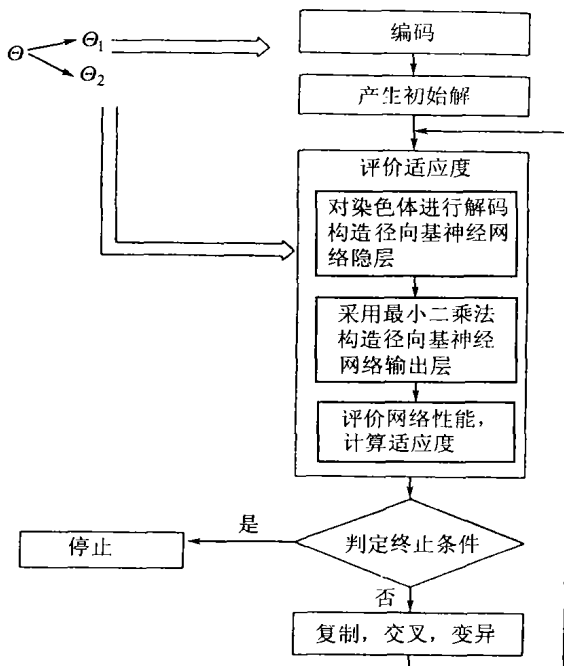 编码
Θ
Θ₁
Θ₂
产生初始解
评价适应度
对染色体进行解码
构造径向基神经网
络隐层
采用最小二乘法
构造径向基神经
网络输出层
评价网络性能，
计算适应度
是
停止
判定终止条件
否
复制，交叉，变异